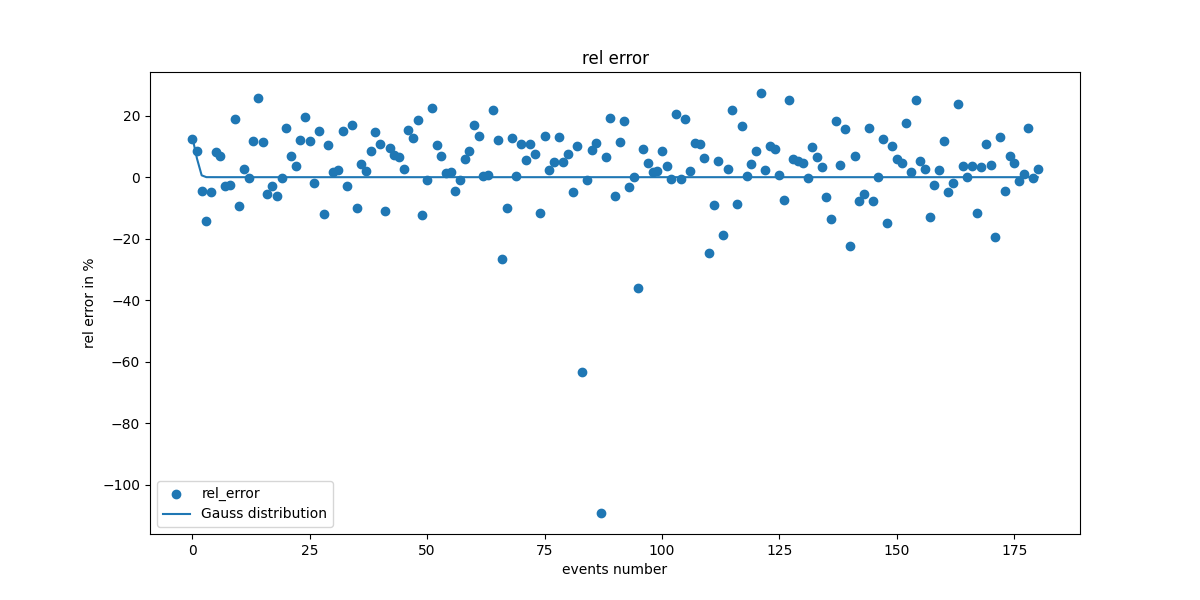 rel error
rel error in %
20
0
−20
−40
−60
−80
−100
rel_error
Gauss distribution
0 25 50 75 100 125 150 175
events number